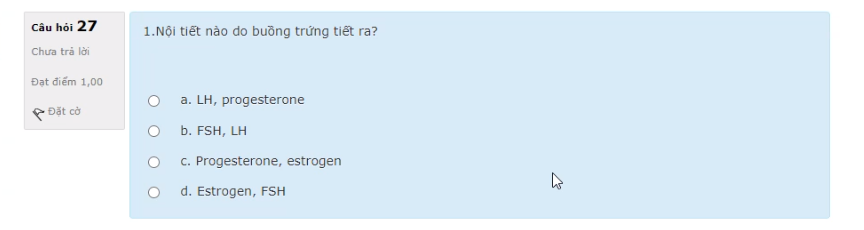 Câu hỏi 27
Chưa trả lời
Đạt điểm 1,00
Đặt cờ
1.Nội tiết nào do buồng trứng tiết ra?
a. LH, progesterone
b. FSH, LH
c. Progesterone, estrogen
d. Estrogen, FSH